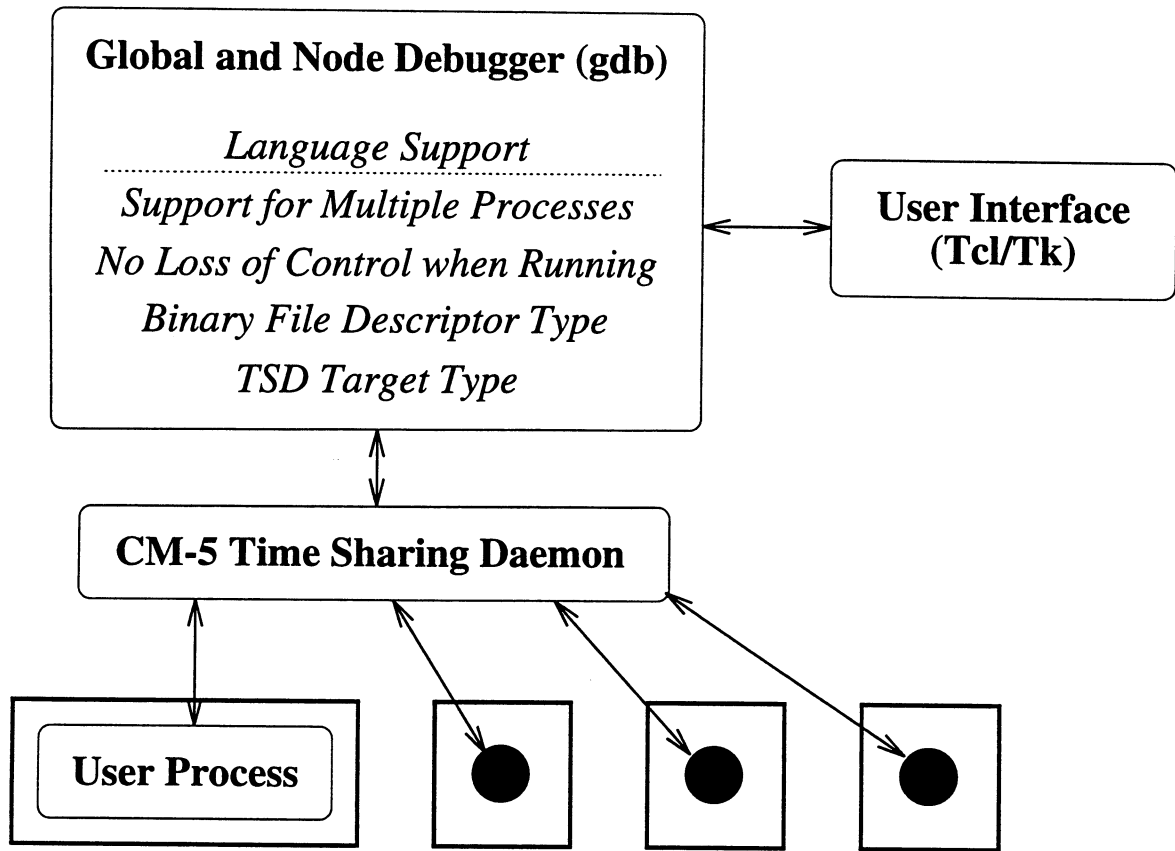 Global and Node Debugger (gdb)
Language Support
Support for Multiple Processes
No Loss of Control when Running
Binary File Descriptor Type
TSD Target Type
User Interface
(Tcl/Tk)
CM-5 Time Sharing Daemon
User Process